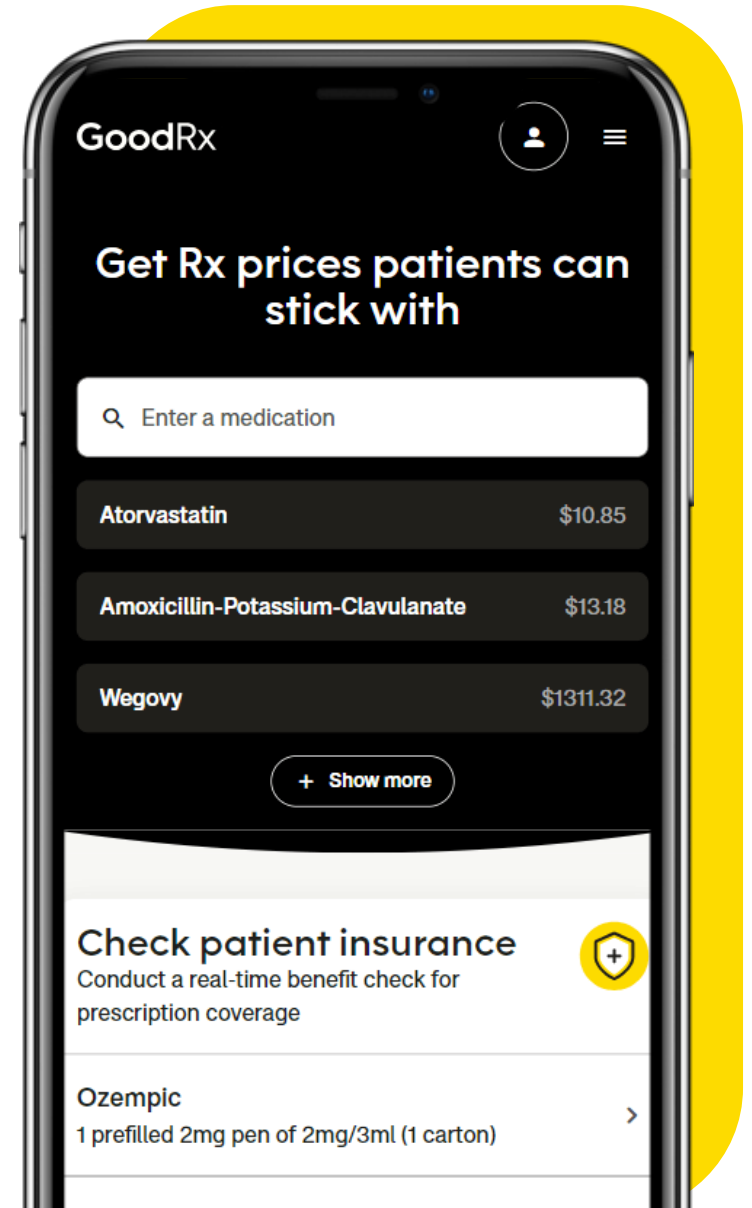 GoodRx
Get Rx prices patients can
stick with
Enter a medication
Atorvastatin $10.85
Amoxicillin-Potassium-Clavulanate $13.18
Wegovy $1311.32
+ Show more
Check patient insurance
Conduct a real-time benefit check for
prescription coverage
Ozempic
1 prefilled 2mg pen of 2mg/3ml (1 carton)